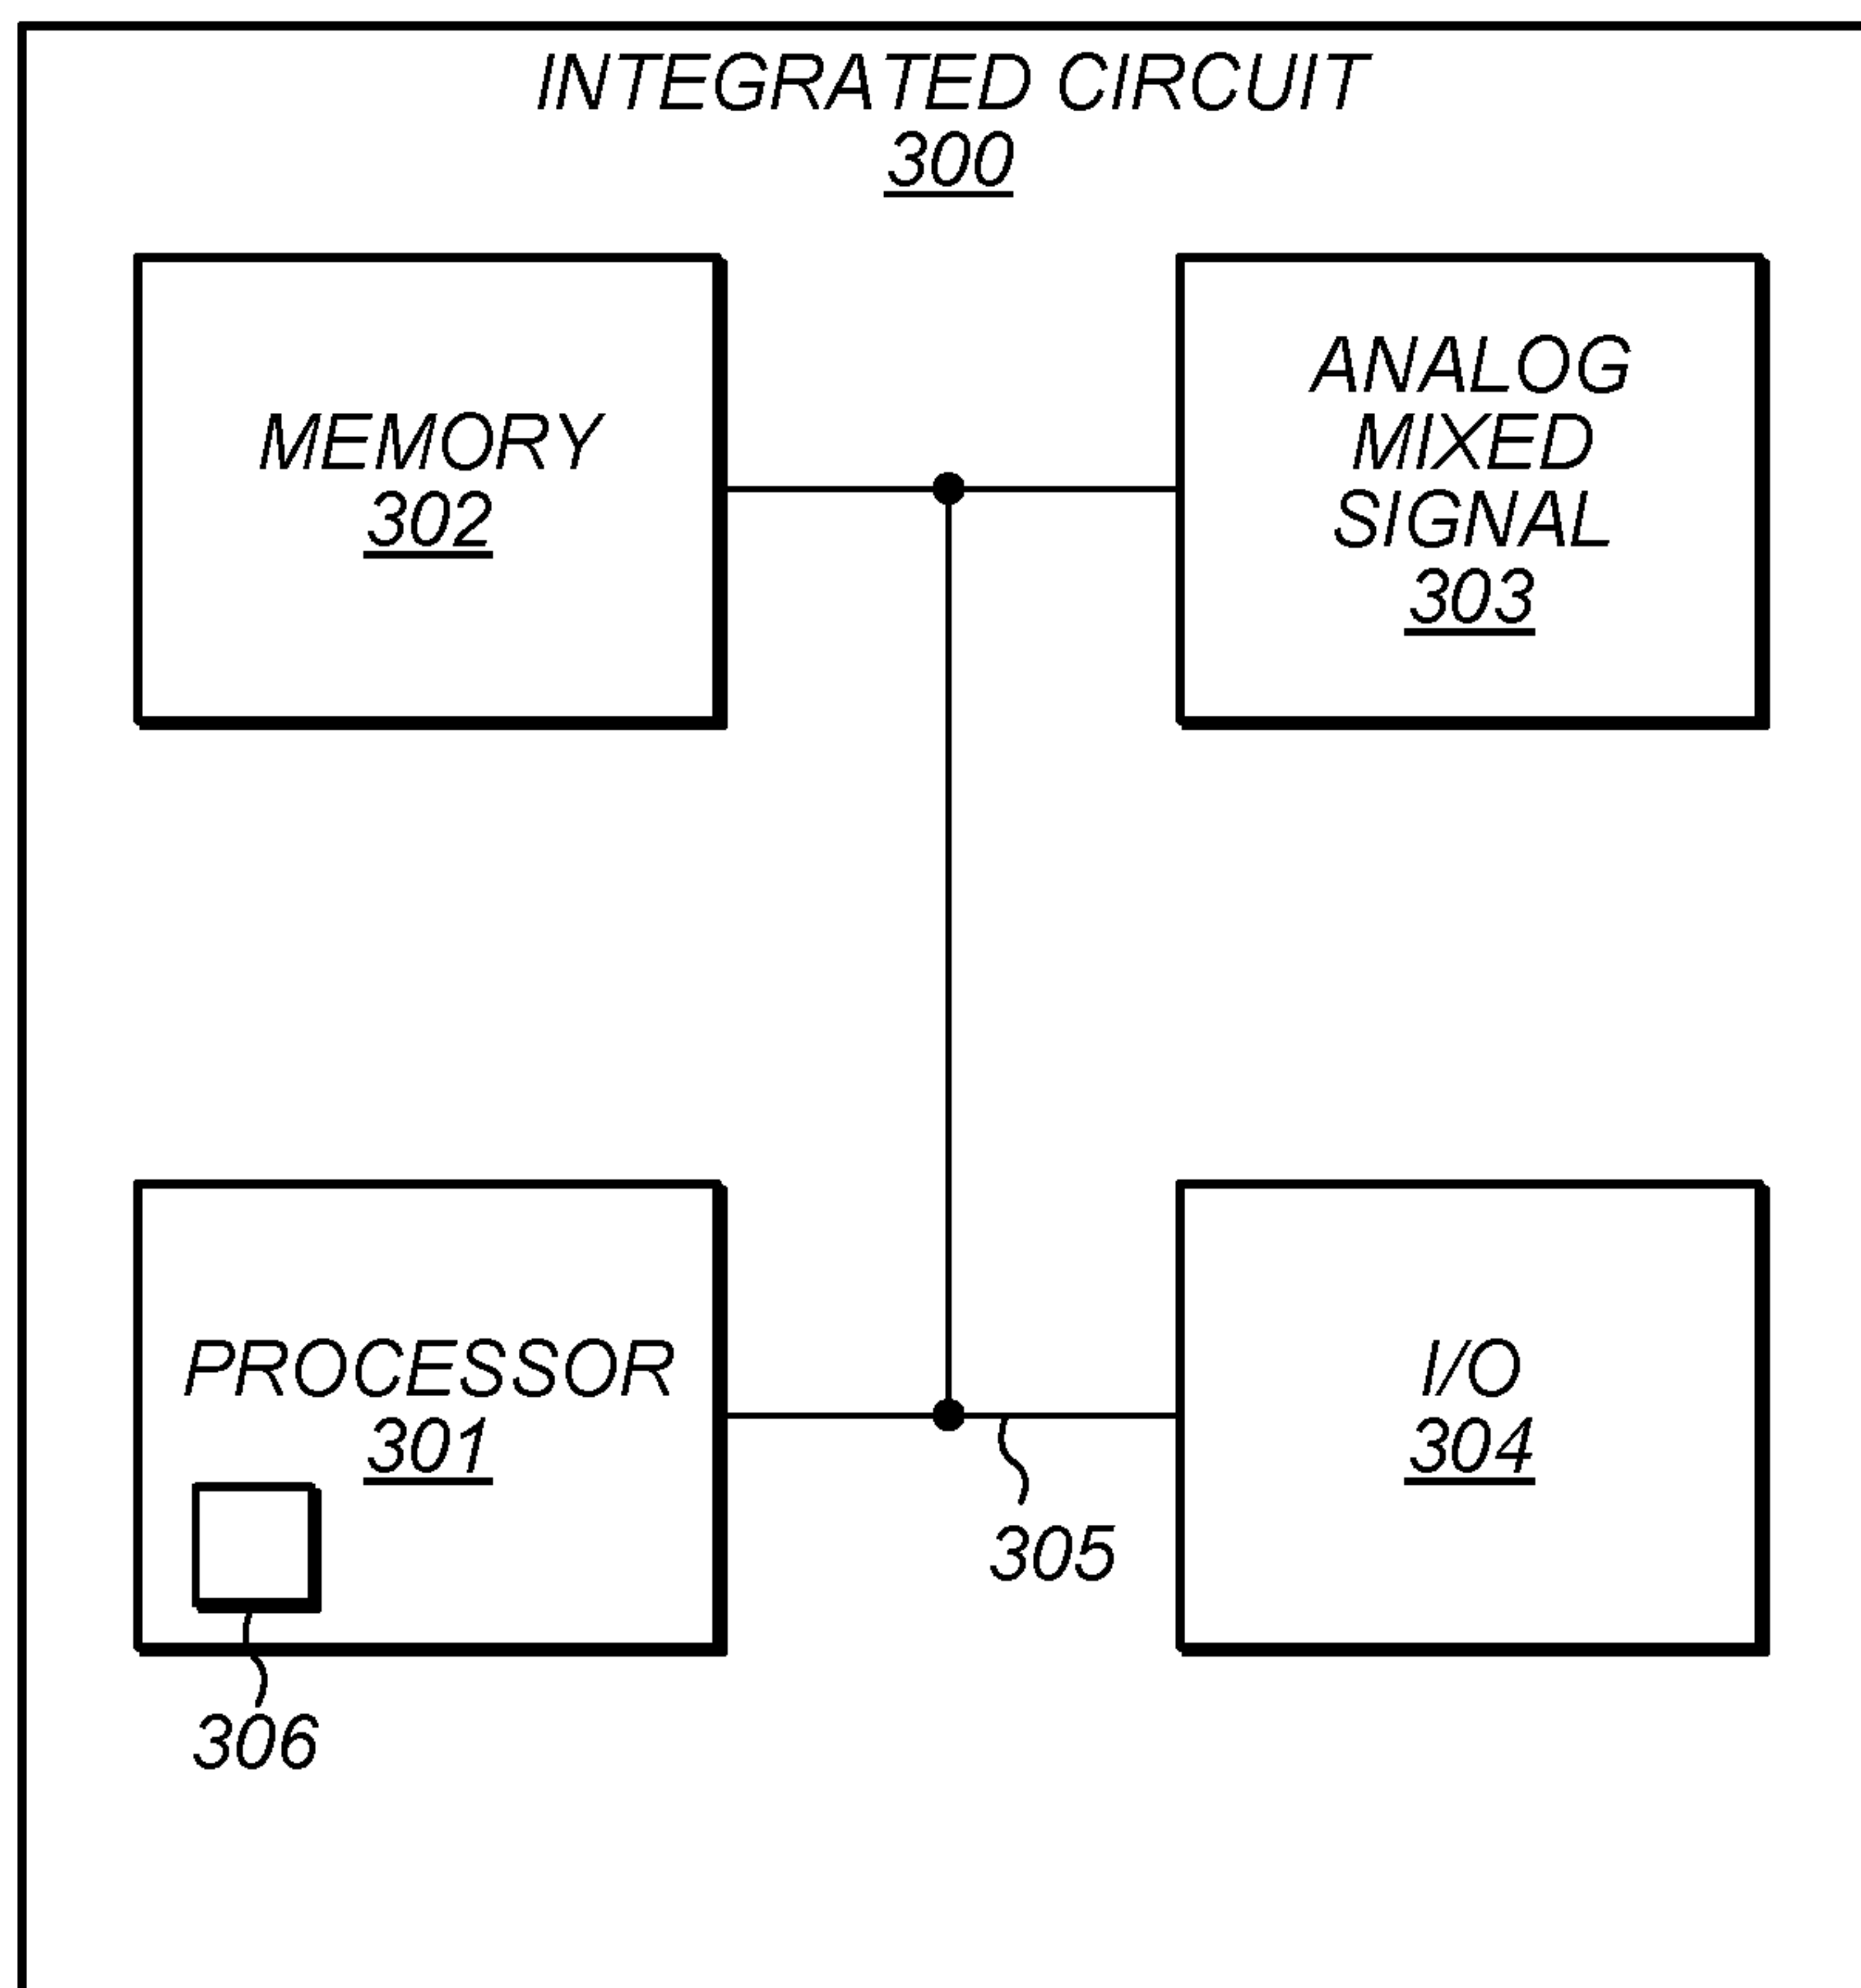 INTEGRATED CIRCUIT
300
MEMORY
302
ANALOG
MIXED
SIGNAL
303
PROCESSOR
301
I/O
304
305
306